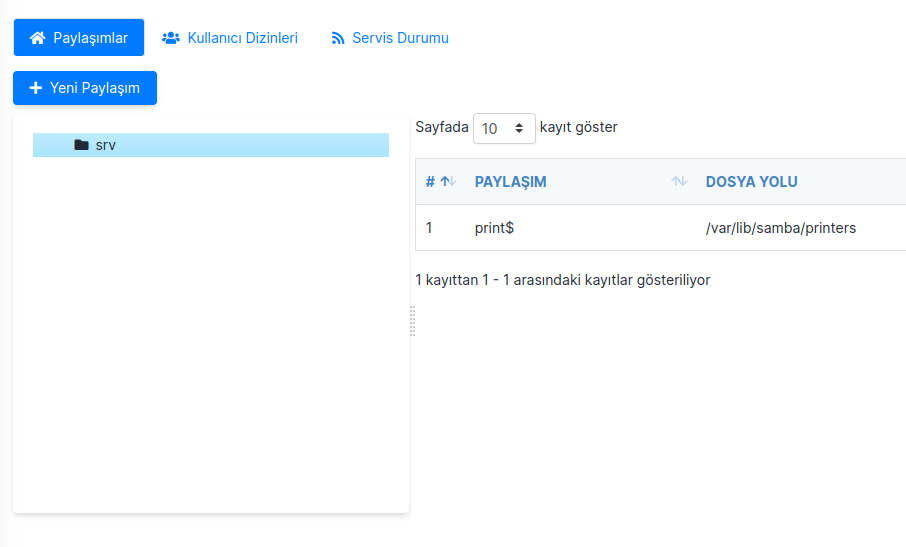 Paylaşımlar Kullanıcı Dizinleri Servis Durumu
Yeni Paylaşım
srv
Sayfada 10 kayıt göster
# PAYLAŞIM DOSYA YOLU
1 print$ /var/lib/samba/printers
1 kayıttan 1 - 1 arasındaki kayıtlar gösteriliyor